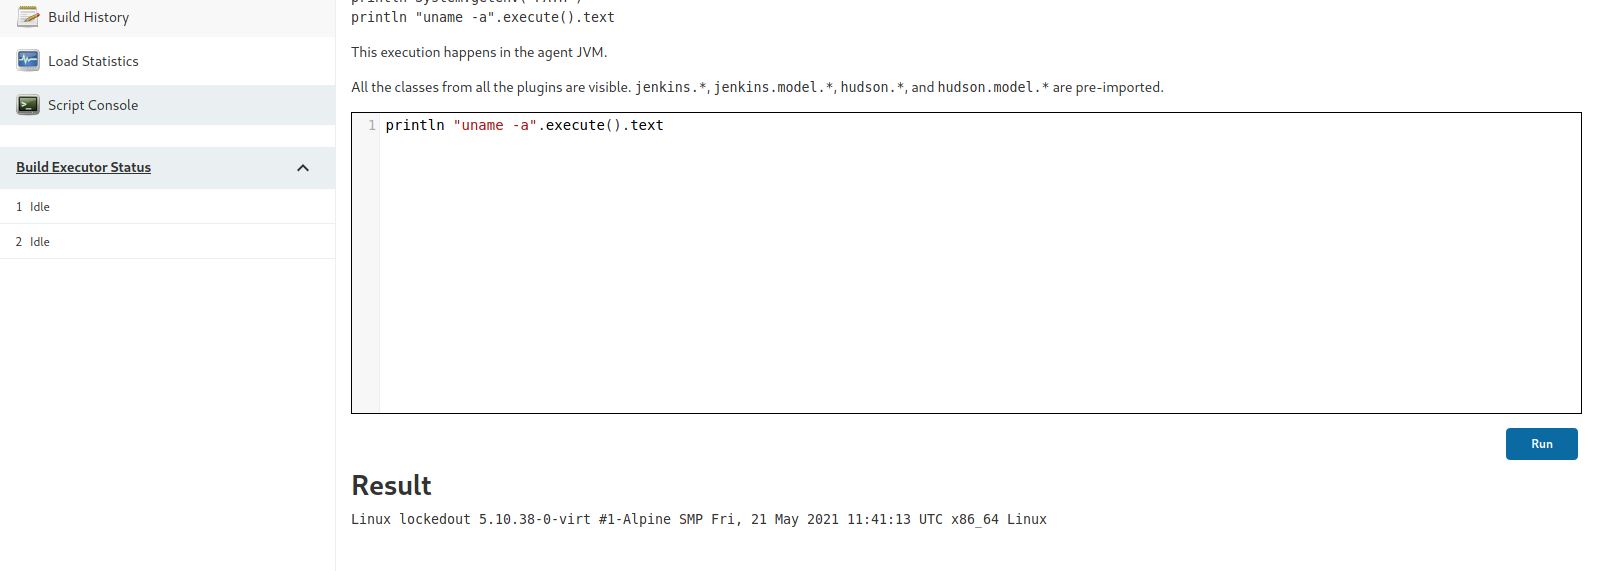 Build History
Load Statistics
Script Console
Build Executor Status
1 Idle
2 Idle
println "uname -a".execute().text
This execution happens in the agent JVM.
All the classes from all the plugins are visible. jenkins.*, jenkins.model.*, hudson.*, and hudson.model.* are pre-imported.
1 println "uname -a".execute().text
Run
Result
Linux lockedout 5.10.38-0-virt #1-Alpine SMP Fri, 21 May 2021 11:41:13 UTC x86_64 Linux